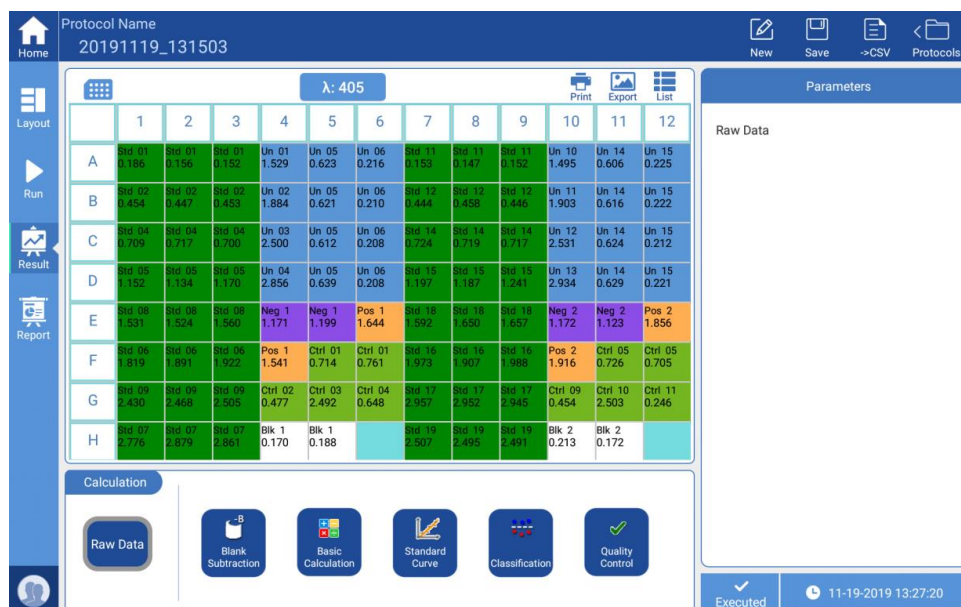 Protocol Name
20191119_131503
Home
New
Save
->CSV
Protocols
Layout
Run
Result
Report
λ: 405
Print
Export
List
1 2 3 4 5 6 7 8 9 10 11 12
A
Std 01 Std 01 Std 01 Un 01 Un 05 Un 06 Std 11 Std 11 Std 11 Un 10 Un 14 Un 15
0.186 0.156 0.152 1.529 0.623 0.216 0.153 0.147 0.152 1.495 0.606 0.225
B
Std 02 Std 02 Std 02 Un 02 Un 05 Un 06 Std 12 Std 12 Std 12 Un 11 Un 14 Un 15
0.454 0.447 0.453 1.884 0.621 0.210 0.444 0.458 0.446 1.903 0.616 0.222
C
Std 04 Std 04 Std 04 Un 03 Un 05 Un 06 Std 14 Std 14 Std 14 Un 12 Un 14 Un 15
0.709 0.717 0.700 2.500 0.612 0.208 0.724 0.719 0.717 2.531 0.624 0.212
D
Std 05 Std 05 Std 05 Un 04 Un 05 Un 06 Std 15 Std 15 Std 15 Un 13 Un 14 Un 15
1.152 1.134 1.170 2.856 0.639 0.208 1.197 1.187 1.241 2.934 0.629 0.221
E
Std 08 Std 08 Std 08 Neg 1 Neg 1 Pos 1 Std 18 Std 18 Std 18 Neg 2 Neg 2 Pos 2
1.531 1.524 1.560 1.171 1.199 1.644 1.592 1.650 1.657 1.172 1.123 1.856
F
Std 06 Std 06 Std 06 Pos 1 Ctrl 01 Ctrl 01 Std 16 Std 16 Std 16 Pos 2 Ctrl 05 Ctrl 05
1.819 1.891 1.922 1.541 0.714 0.761 1.973 1.907 1.988 1.916 0.726 0.705
G
Std 09 Std 09 Std 09 Ctrl 02 Ctrl 03 Ctrl 04 Std 17 Std 17 Std 17 Ctrl 09 Ctrl 10 Ctrl 11
2.430 2.468 2.505 0.477 2.492 0.648 2.957 2.952 2.945 0.454 2.503 0.246
H
Std 07 Std 07 Std 07 Blk 1 Blk 1 Std 19 Std 19 Std 19 Blk 2 Blk 2
2.776 2.879 2.861 0.170 0.188 2.507 2.495 2.491 0.213 0.172
Parameters
Raw Data
Calculation
Raw Data
-B
Blank
Subtraction
Basic
Calculation
Standard
Curve
Classification
Quality
Control
Executed
11-19-2019 13:27:20